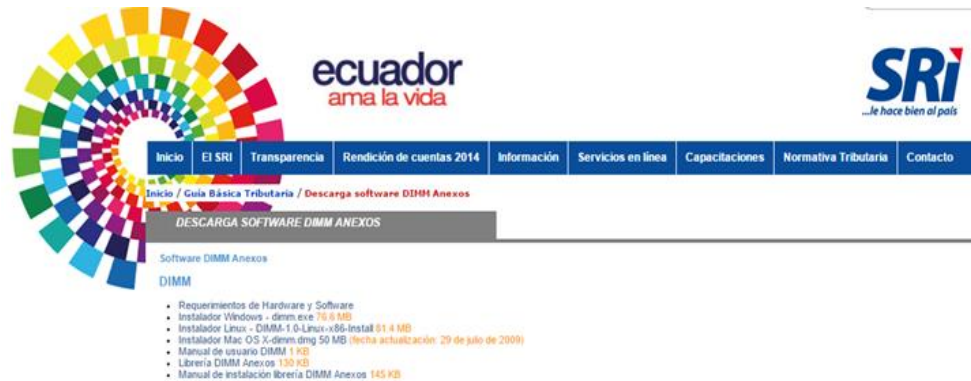 ecuador
ama la vida
SRi
...le hace bien al país
Inicio El SRI Transparencia Rendición de cuentas 2014 Información Servicios en línea Capacitaciones Normativa Tributaria Contacto
Inicio / Guía Básica Tributaria / Descarga software DIMM Anexos
DESCARGA SOFTWARE DIMM ANEXOS
Software DIMM Anexos
DIMM
Requerimientos de Hardware y Software
Instalador Windows - dimm.exe 76.6 MB
Instalador Linux - DIMM-1.0-Linux-x86-Install 61.4 MB
Instalador Mac OS X-dimm.dmg 50 MB (fecha actualización: 29 de julio de 2009)
Manual de usuario DIMM 1 KB
Librería DIMM Anexos 130 KB
Manual de instalación librería DIMM Anexos 145 KB